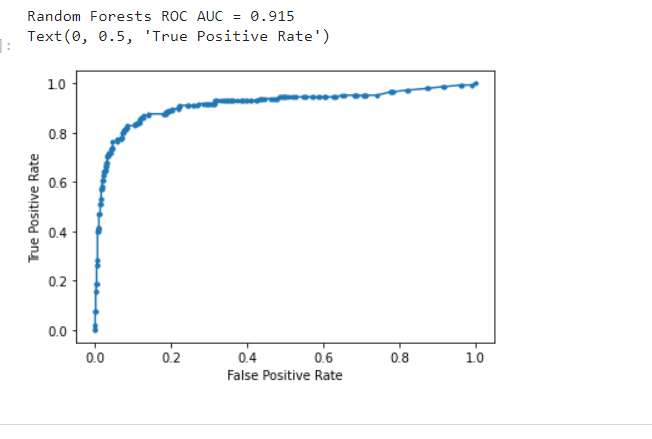 Random Forests ROC AUC = 0.915
Text(0, 0.5, 'True Positive Rate')
]:
1.0
0.8
0.6
0.4
0.2
0.0
True Positive Rate
0.0 0.2 0.4 0.6 0.8 1.0
False Positive Rate